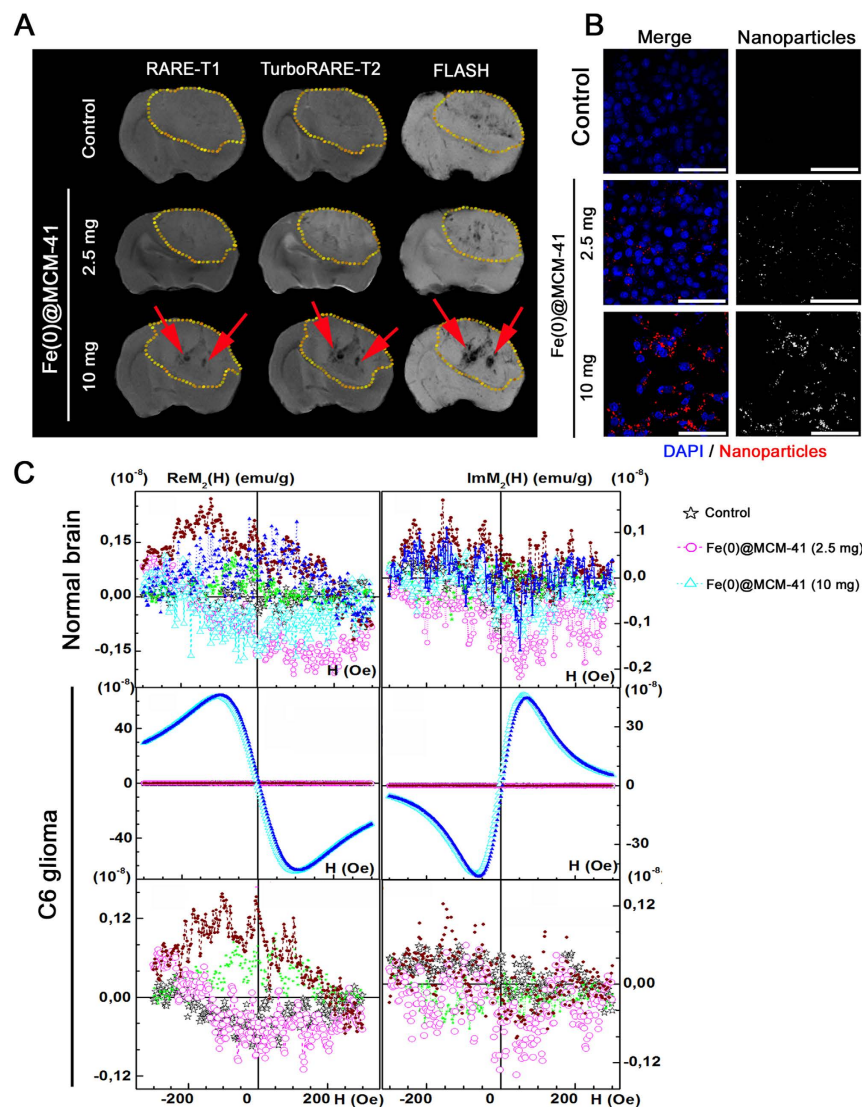 A
RARE-T1 TurboRARE-T2 FLASH
Control
Fe(0)@MCM-41
2.5 mg
10 mg
B
Merge Nanoparticles
Control
Fe(0)@MCM-41
2.5 mg
10 mg
DAPI / Nanoparticles
C
(10⁻⁸) ReM₂(H) (emu/g) ImM₂(H) (emu/g) (10⁻⁸)
Normal brain
0,15
0,00
-0,15
H (Oe)
0,1
0,0
-0,1
-0,2
H (Oe)
Control
Fe(0)@MCM-41 (2.5 mg)
Fe(0)@MCM-41 (10 mg)
C6 glioma
(10⁻⁸)
40
0
-40
H (Oe)
(10⁻⁸)
40
0
-30
H (Oe)
(10⁻⁸)
0,12
0,00
-0,12
-200 0 200
H (Oe)
(10⁻⁸)
0,12
0,00
-0,12
-200 0 200
H (Oe)